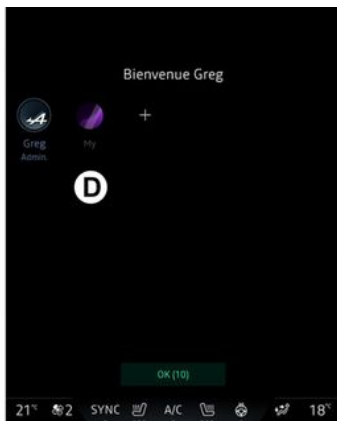 Bienvenue Greg
Greg
Admin.
My
+
D
OK (10)
21°C 2 SYNC A/C 18°C